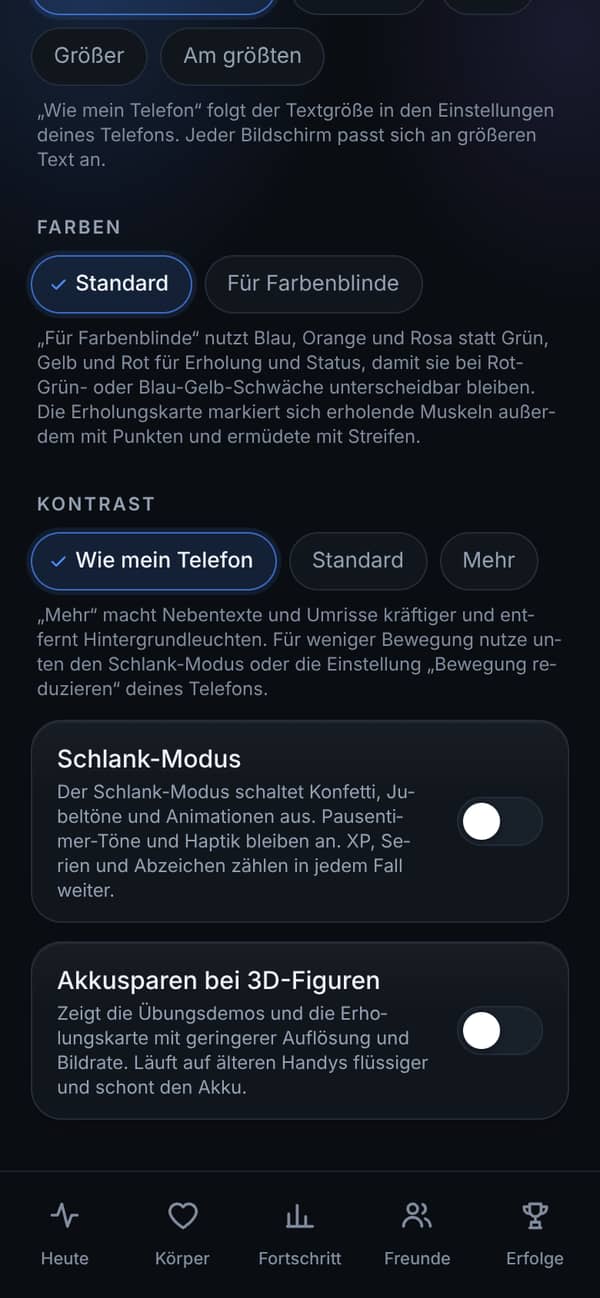 Größer
Am größten
„Wie mein Telefon“ folgt der Textgröße in den Einstellungen
deines Telefons. Jeder Bildschirm passt sich an größeren
Text an.
FARBEN
Standard
Für Farbenblinde
„Für Farbenblinde“ nutzt Blau, Orange und Rosa statt Grün,
Gelb und Rot für Erholung und Status, damit sie bei Rot-
Grün- oder Blau-Gelb-Schwäche unterscheidbar bleiben.
Die Erholungskarte markiert sich erholende Muskeln außer-
dem mit Punkten und ermüdete mit Streifen.
KONTRAST
Wie mein Telefon
Standard
Mehr
„Mehr“ macht Nebentexte und Umrisse kräftiger und ent-
fernt Hintergrundleuchten. Für weniger Bewegung nutze un-
ten den Schlank-Modus oder die Einstellung „Bewegung re-
duzieren“ deines Telefons.
Schlank-Modus
Der Schlank-Modus schaltet Konfetti, Ju-
beltöne und Animationen aus. Pausenti-
mer-Töne und Haptik bleiben an. XP, Se-
rien und Abzeichen zählen in jedem Fall
weiter.
Akkusparen bei 3D-Figuren
Zeigt die Übungsdemos und die Erho-
lungskarte mit geringerer Auflösung und
Bildrate. Läuft auf älteren Handys flüssiger
und schont den Akku.
Heute
Körper
Fortschritt
Freunde
Erfolge